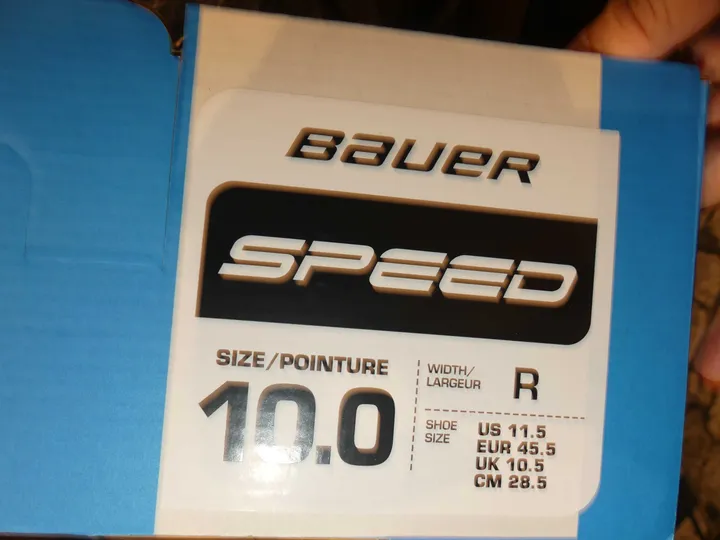 BAUER
SPEED
SIZE/POINTURE
10.0
WIDTH/
LARGEUR
R
SHOE
SIZE
US 11.5
EUR 45.5
UK 10.5
CM 28.5